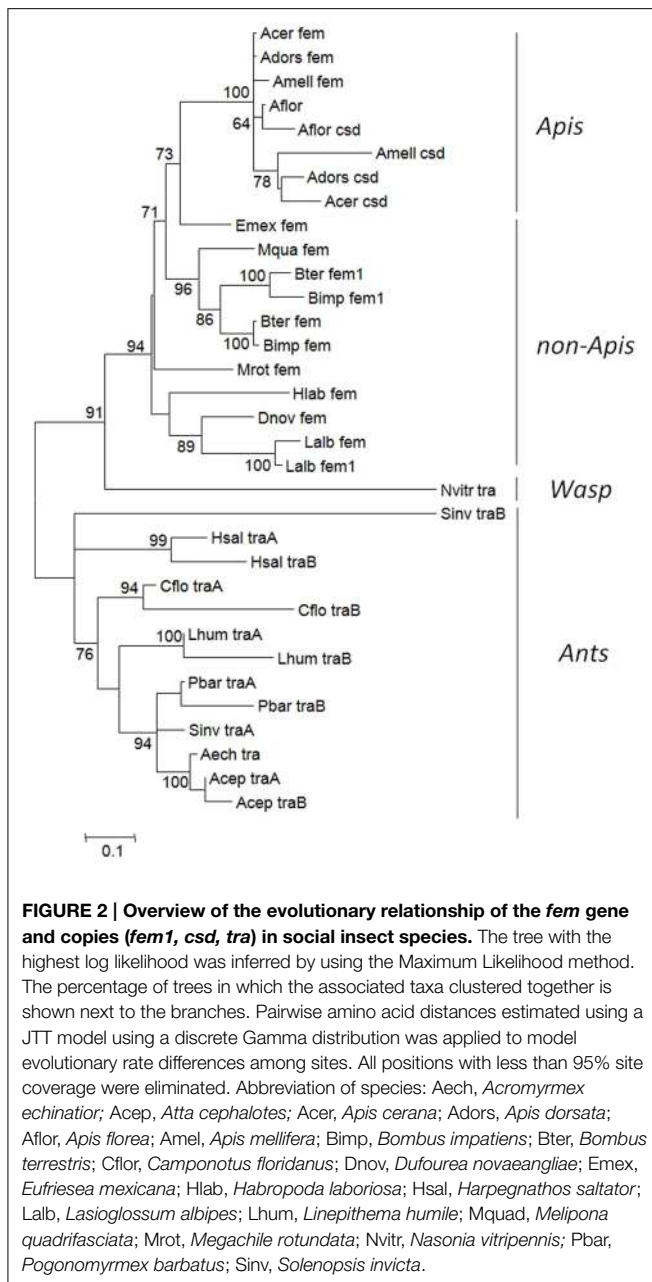 Acer fem
Adors fem
Amell fem
100
Aflor
64
Aflor csd
Amell csd
78
Adors csd
Acer csd
Apis
73
71
Emex fem
Mqua fem
100
Bter fem1
96
Bimp fem1
86
Bter fem
100
Bimp fem
non-Apis
94
Mrot fem
Hlab fem
91
Dnov fem
89
Lalb fem
100
Lalb fem1
Nvitr tra
Wasp
Sinv traB
99
Hsal traA
Hsal traB
94
Cflo traA
Cflo traB
76
100
Lhum traA
Lhum traB
Ants
Pbar traA
Pbar traB
94
Sinv traA
Aech tra
100
Acep traA
Acep traB
0.1
FIGURE 2 | Overview of the evolutionary relationship of the fem gene
and copies (fem1, csd, tra) in social insect species. The tree with the
highest log likelihood was inferred by using the Maximum Likelihood method.
The percentage of trees in which the associated taxa clustered together is
shown next to the branches. Pairwise amino acid distances estimated using a
JTT model using a discrete Gamma distribution was applied to model
evolutionary rate differences among sites. All positions with less than 95% site
coverage were eliminated. Abbreviation of species: Aech, Acromyrmex
echinatior; Acep, Atta cephalotes; Acer, Apis cerana; Adors, Apis dorsata;
Aflor, Apis florea; Amel, Apis mellifera; Bimp, Bombus impatiens; Bter, Bombus
terrestris; Cflor, Camponotus floridanus; Dnov, Dufourea novaeangliae; Emex,
Eufriesea mexicana; Hlab, Habropoda laboriosa; Hsal, Harpegnathos saltator;
Lalb, Lasioglossum albipes; Lhum, Linepithema humile; Mquad, Melipona
quadrifasciata; Mrot, Megachile rotundata; Nvitr, Nasonia vitripennis; Pbar,
Pogonomyrmex barbatus; Sinv, Solenopsis invicta.